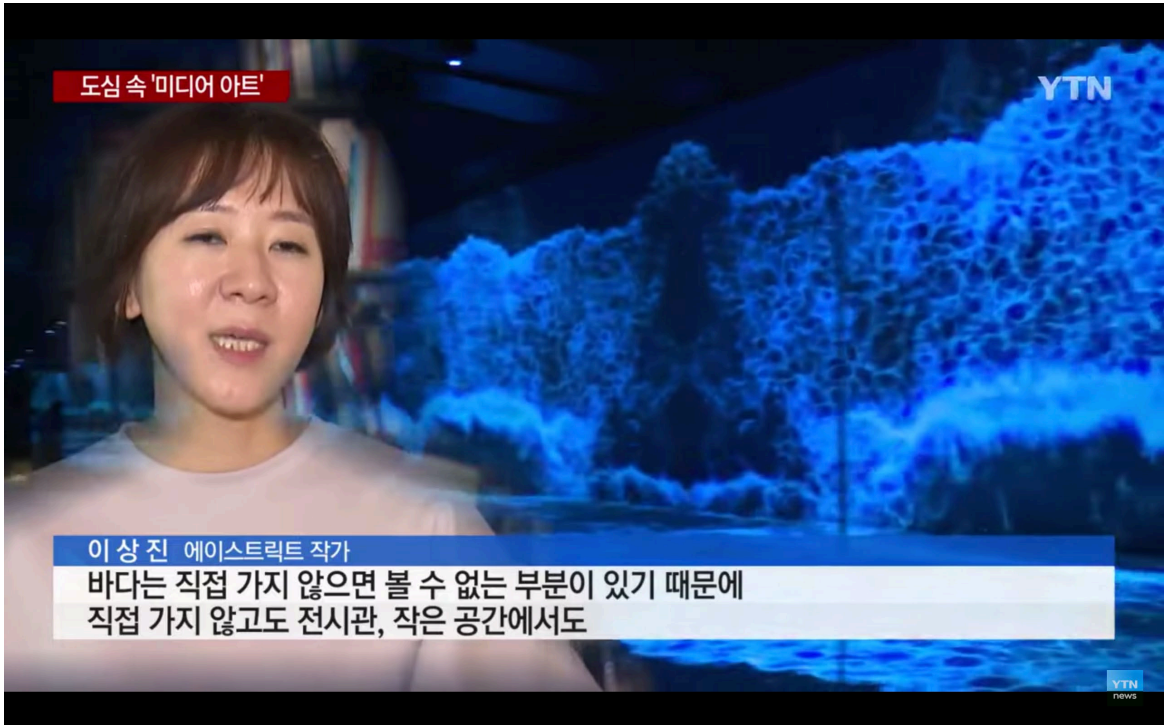 도심 속 '미디어 아트'
YTN
이상진 에이스트릭트 작가
바다는 직접 가지 않으면 볼 수 없는 부분이 있기 때문에
직접 가지 않고도 전시관, 작은 공간에서도
YTN
news